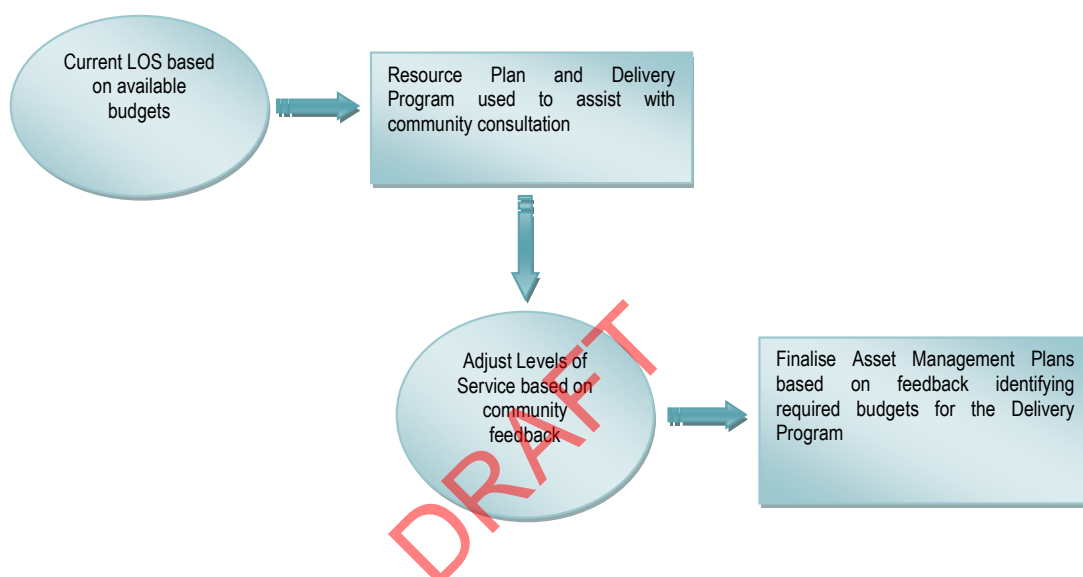 Current LOS based
on available
budgets
Resource Plan and Delivery
Program used to assist with
community consultation
Adjust Levels of
Service based on
community
feedback
Finalise Asset Management Plans
based on feedback identifying
required budgets for the Delivery
Program
DRAFT